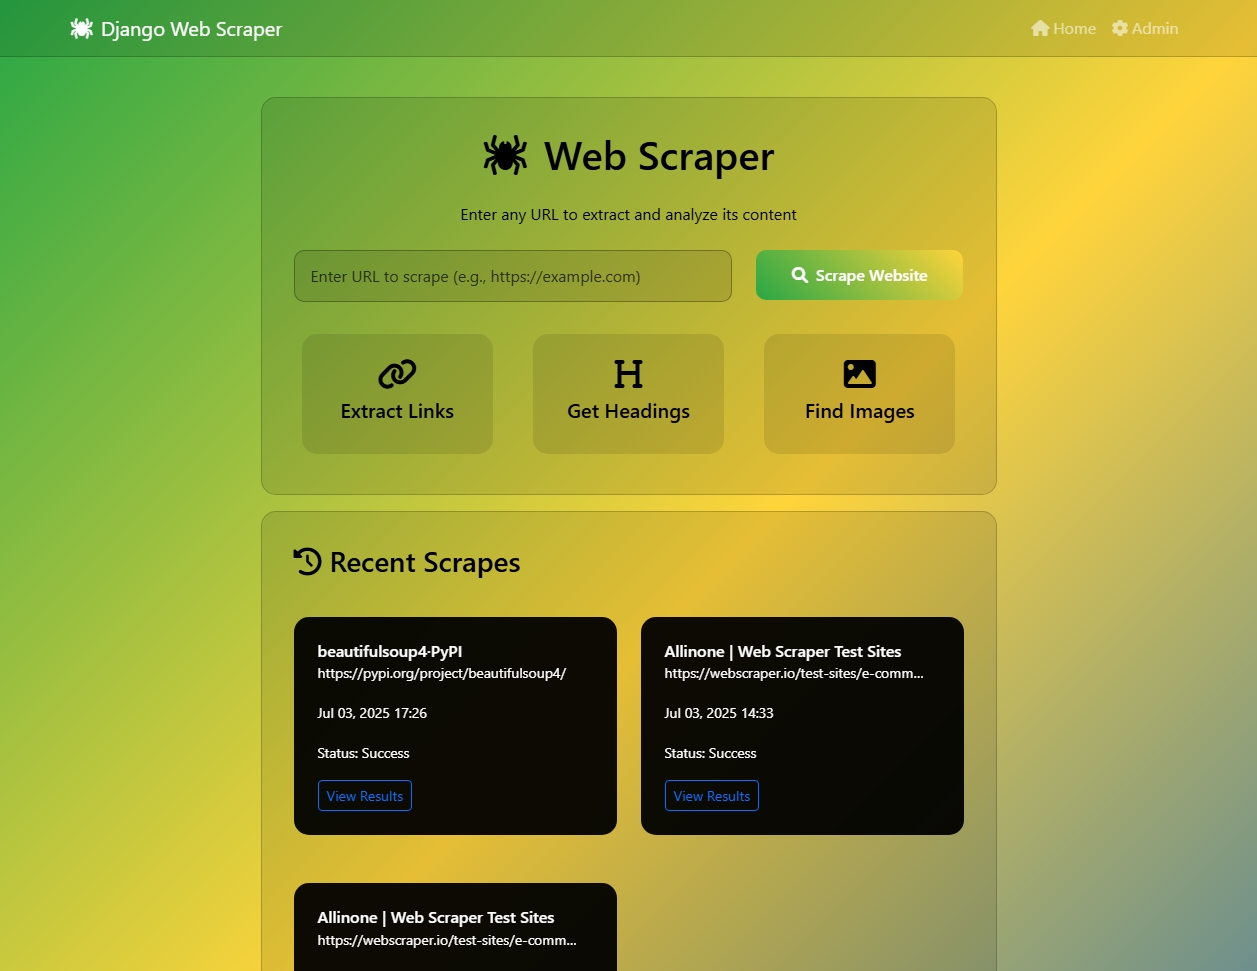 Django Web Scraper
Home
Admin
Web Scraper
Enter any URL to extract and analyze its content
Enter URL to scrape (e.g., https://example.com)
Scrape Website
Extract Links
Get Headings
Find Images
Recent Scrapes
beautifulsoup4·PyPI
https://pypi.org/project/beautifulsoup4/
Jul 03, 2025 17:26
Status: Success
View Results
Allinone | Web Scraper Test Sites
https://webscraper.io/test-sites/e-comm...
Jul 03, 2025 14:33
Status: Success
View Results
Allinone | Web Scraper Test Sites
https://webscraper.io/test-sites/e-comm...